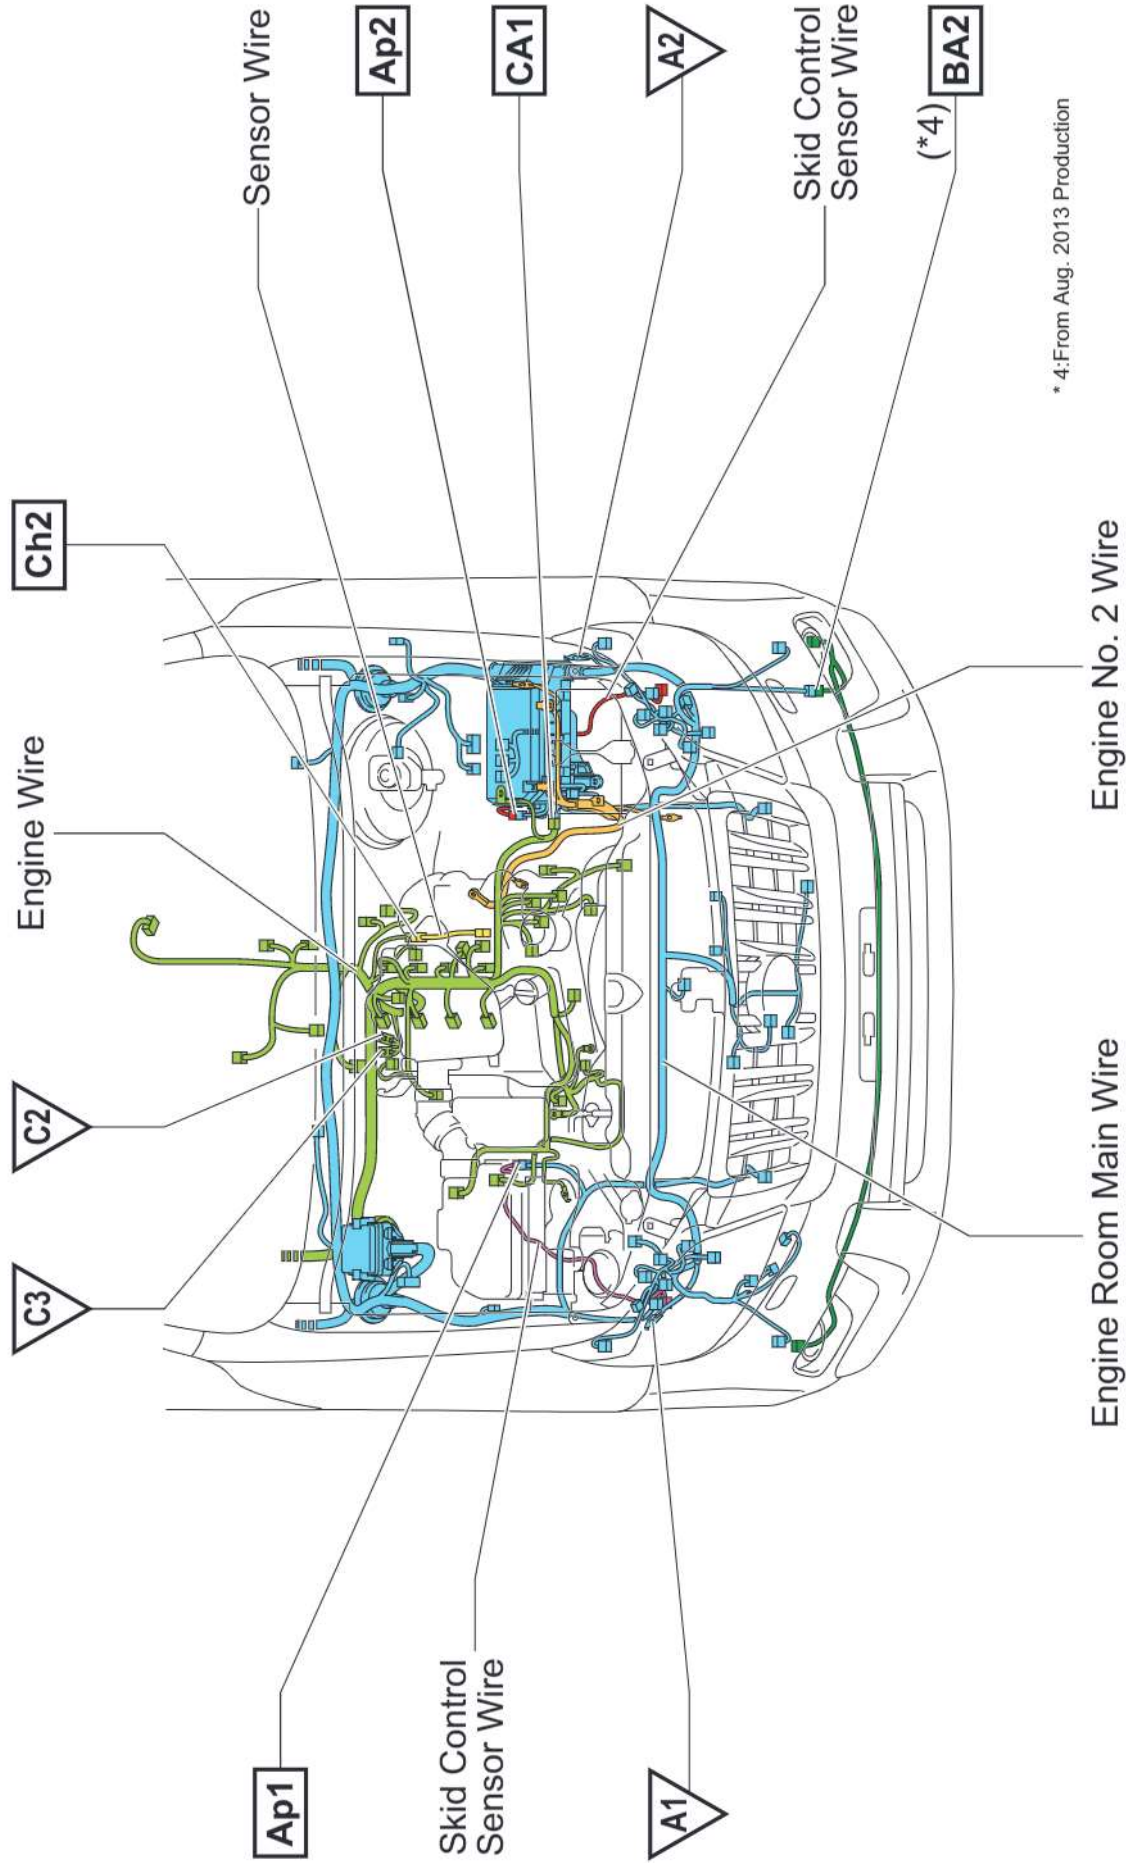 C3
C2
Engine Wire
Ch2
Sensor Wire
Ap2
CA1
A2
Skid Control
Sensor Wire
(*4)
BA2
Ap1
Skid Control
Sensor Wire
A1
Engine Room Main Wire
Engine No. 2 Wire
* 4:From Aug. 2013 Production